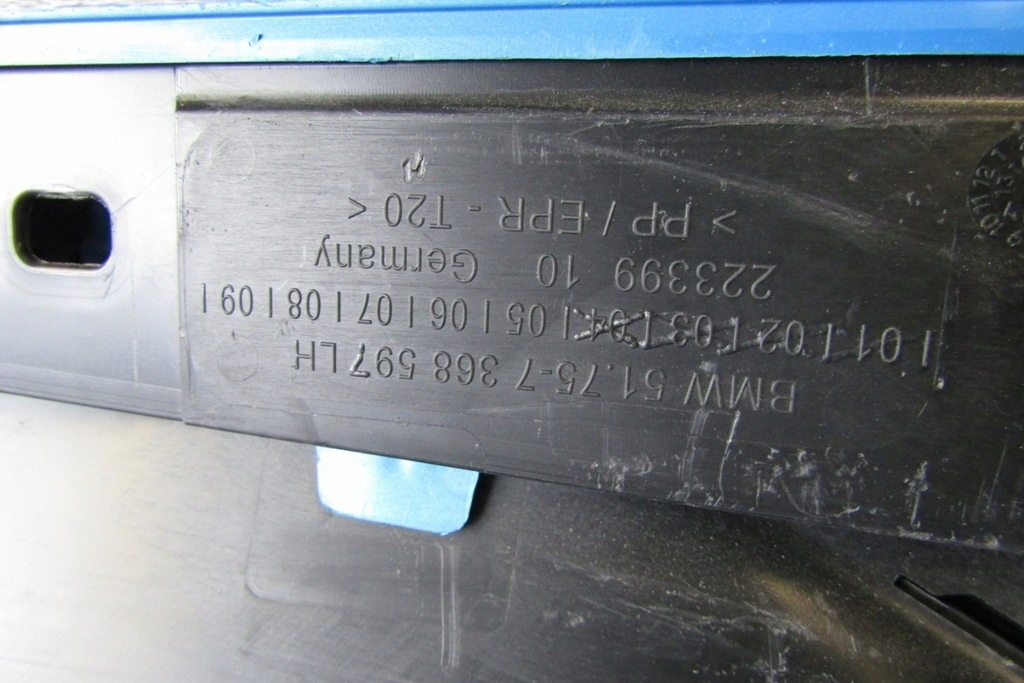 BMW 51.75-7 368 597 LH
| 01 | 02 | 03 | 04 | 05 | 06 | 07 | 08 | 09 |
223399 10 Germany
> PP / EPR - T20 <